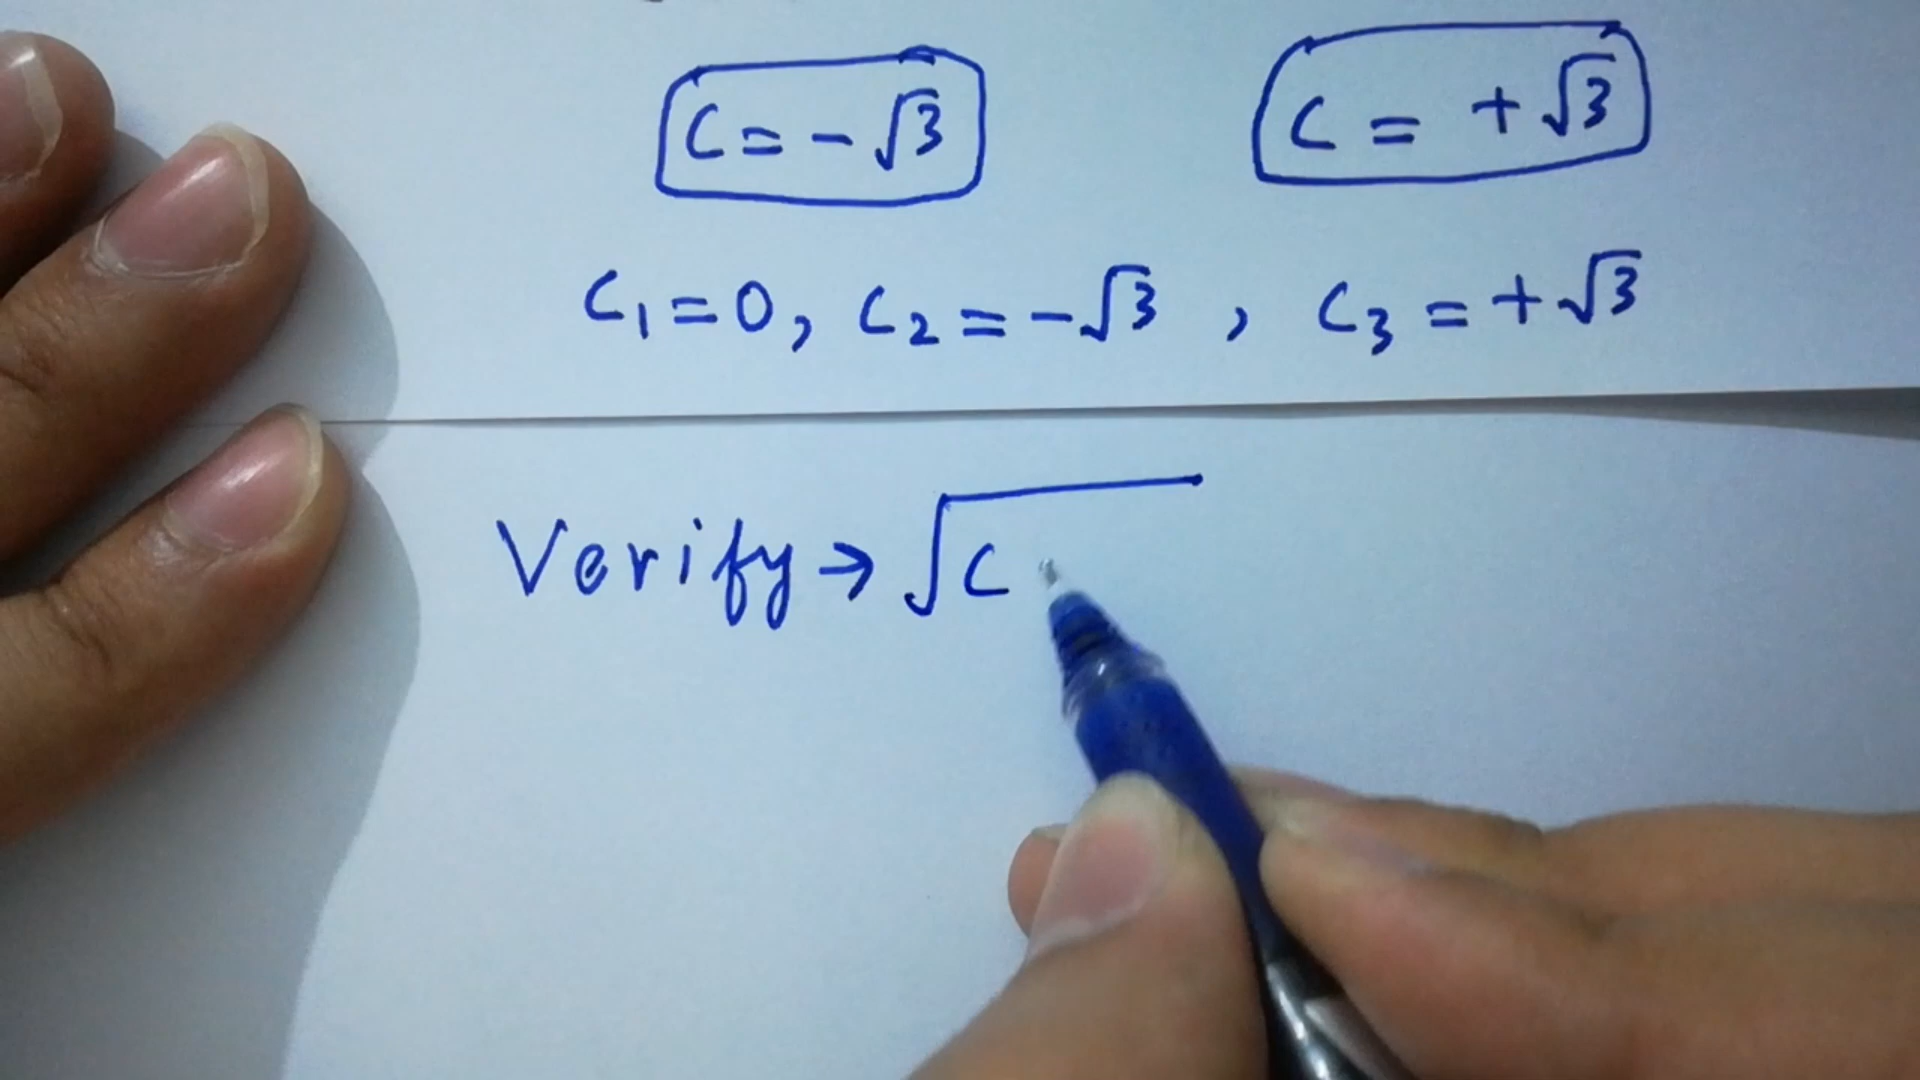 C = - √3 C = + √3
C₁ = 0, C₂ = - √3 , C₃ = + √3
Verify → √C